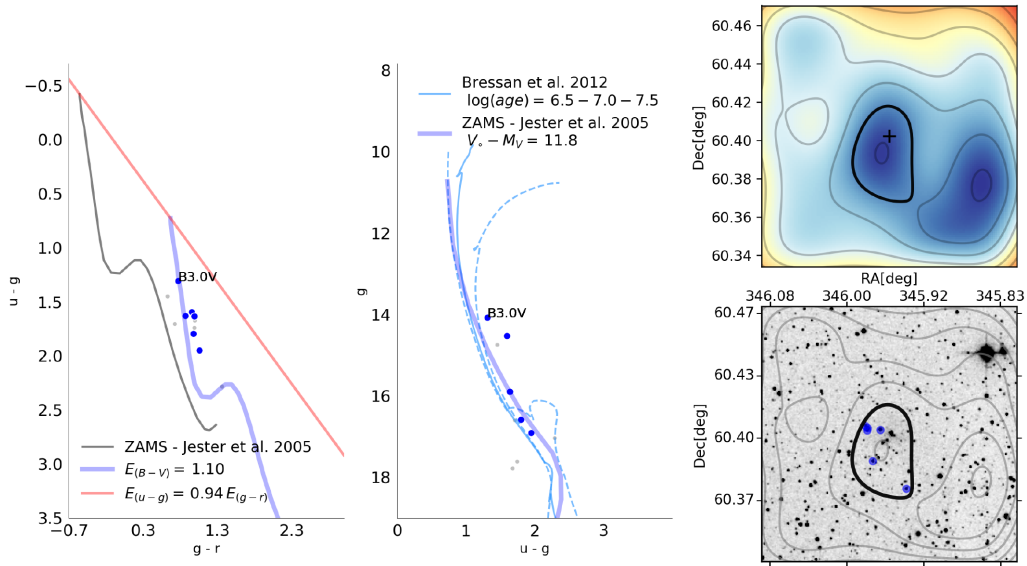 −0.5
0.0
0.5
1.0
1.5
2.0
2.5
3.0
3.5
u - g
−0.7
0.3
1.3
2.3
g - r
B3.0V
ZAMS - Jester et al. 2005
E(B−V) = 1.10
E(u−g) = 0.94 E(g−r)
8
10
12
14
16
18
g
0
1
2
3
u - g
Bressan et al. 2012
log(age) = 6.5 − 7.0 − 7.5
ZAMS - Jester et al. 2005
V∘ − MV = 11.8
B3.0V
60.46
60.44
60.42
60.40
60.38
60.36
60.34
Dec[deg]
RA[deg]
346.08
346.00
345.92
345.83
60.47
60.43
60.40
60.37
Dec[deg]